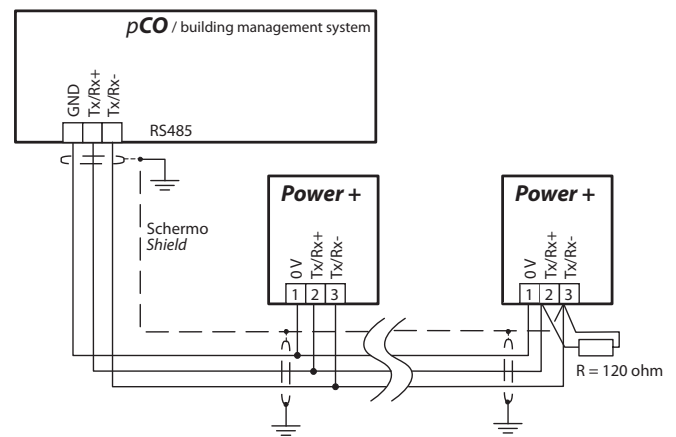 pCO / building management system
GND
Tx/Rx+
Tx/Rx-
RS485
Schermo
Shield
Power +
0 V
Tx/Rx+
Tx/Rx-
1 2 3
Power +
0 V
Tx/Rx+
Tx/Rx-
1 2 3
R = 120 ohm